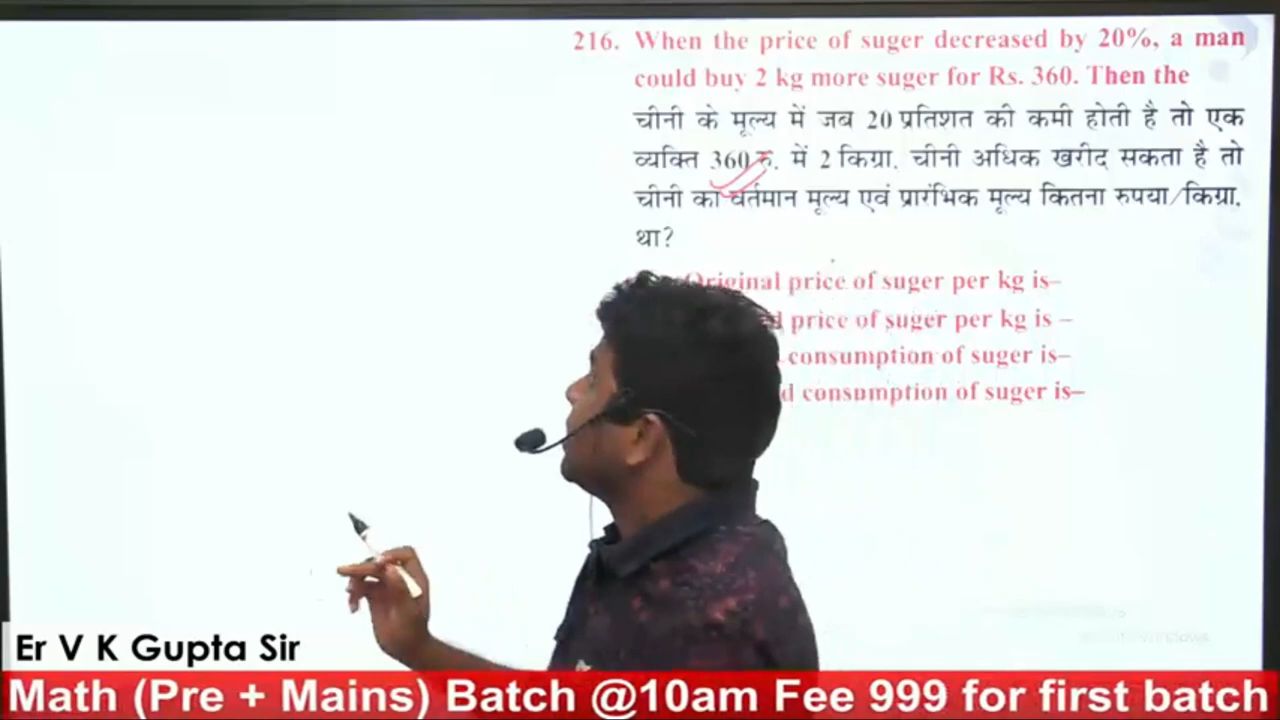 216. When the price of suger decreased by 20%, a man
could buy 2 kg more suger for Rs. 360. Then the
चीनी के मूल्य में जब 20 प्रतिशत की कमी होती है तो एक
व्यक्ति 360 रु. में 2 किग्रा. चीनी अधिक खरीद सकता है तो
चीनी का वर्तमान मूल्य एवं प्रारंभिक मूल्य कितना रुपया/किग्रा.
था?
Original price of suger per kg is–
price of suger per kg is –
consumption of suger is–
consumption of suger is–
Er V K Gupta Sir
Math (Pre + Mains) Batch @10am Fee 999 for first batch